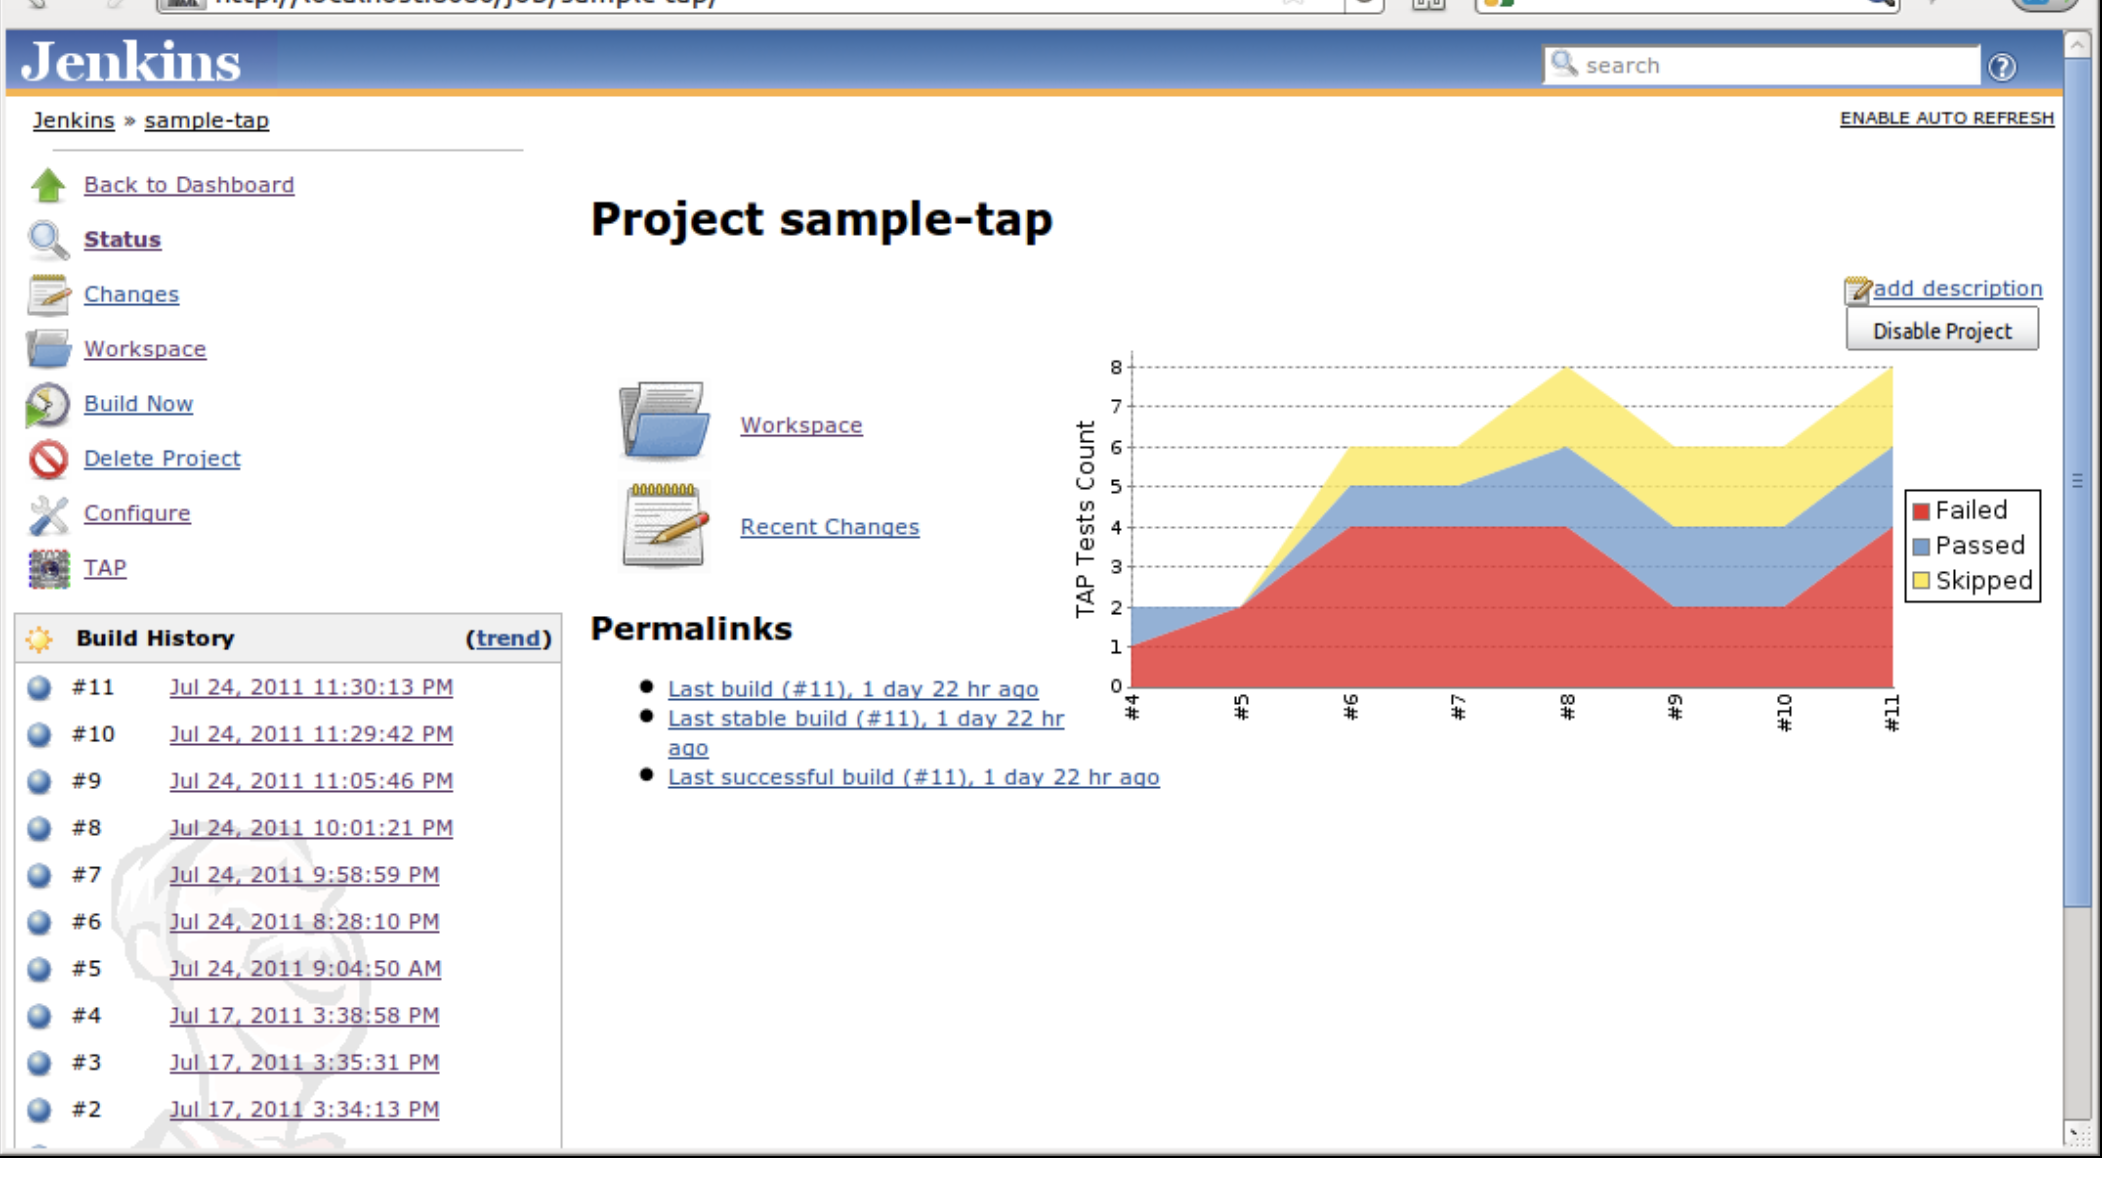 http://localhost:8080/job/sample-tap/
Jenkins
search
Jenkins » sample-tap
ENABLE AUTO REFRESH
Back to Dashboard
Status
Changes
Workspace
Build Now
Delete Project
Configure
TAP
Build History (trend)
#11 Jul 24, 2011 11:30:13 PM
#10 Jul 24, 2011 11:29:42 PM
#9 Jul 24, 2011 11:05:46 PM
#8 Jul 24, 2011 10:01:21 PM
#7 Jul 24, 2011 9:58:59 PM
#6 Jul 24, 2011 8:28:10 PM
#5 Jul 24, 2011 9:04:50 AM
#4 Jul 17, 2011 3:38:58 PM
#3 Jul 17, 2011 3:35:31 PM
#2 Jul 17, 2011 3:34:13 PM
Project sample-tap
add description
Disable Project
Workspace
Recent Changes
Permalinks
Last build (#11), 1 day 22 hr ago
Last stable build (#11), 1 day 22 hr
ago
Last successful build (#11), 1 day 22 hr ago
TAP Tests Count
8
7
6
5
4
3
2
1
0
#4
#5
#6
#7
#8
#9
#10
#11
Failed
Passed
Skipped